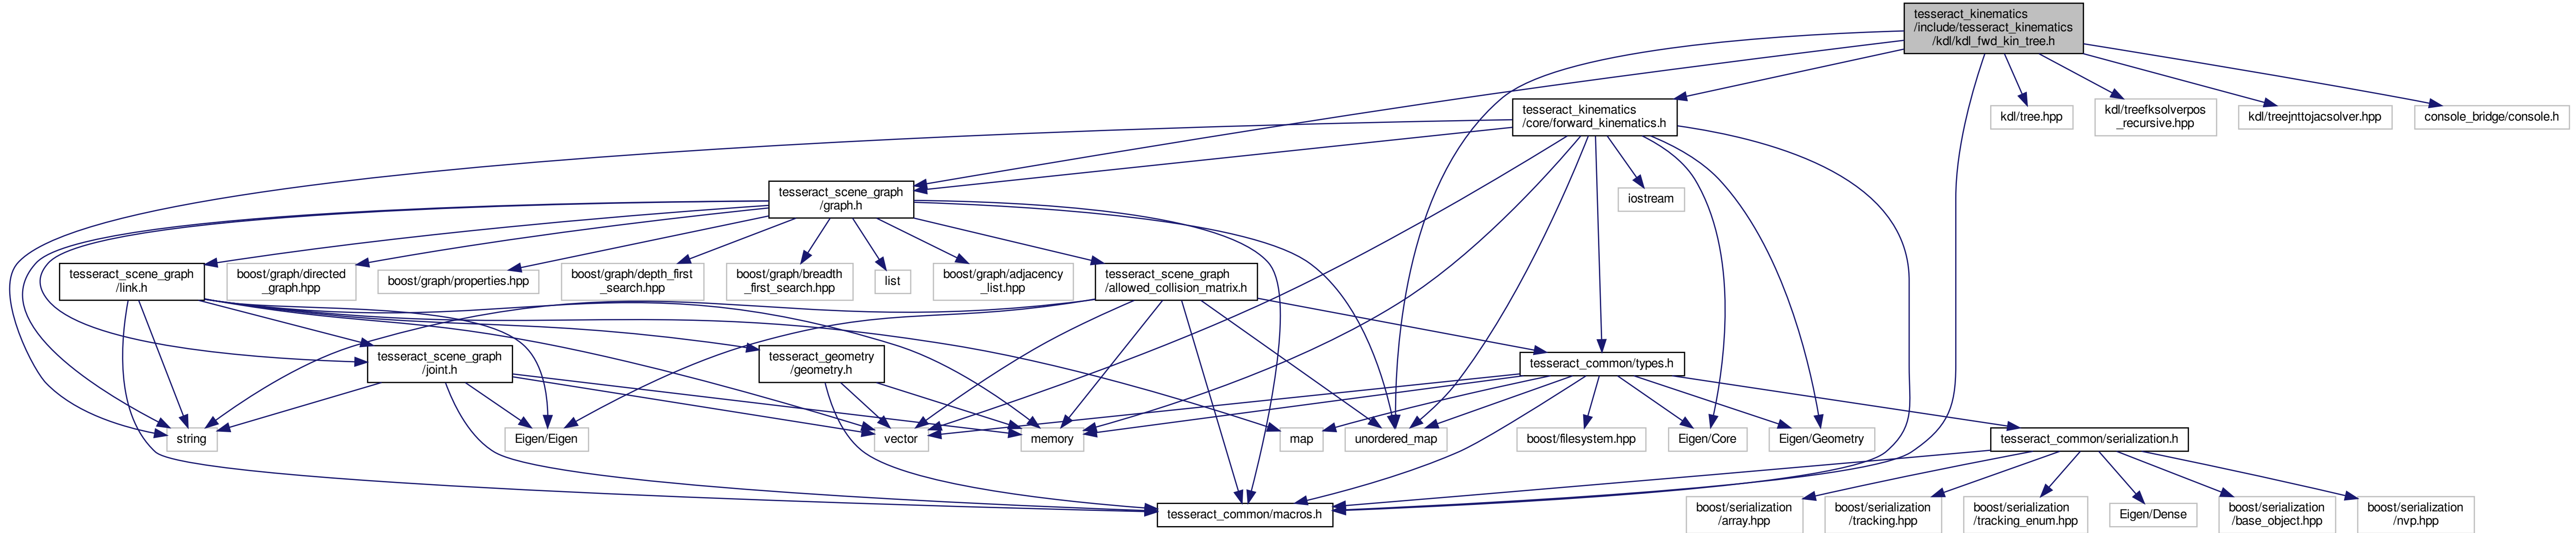 tesseract_kinematics
/include/tesseract_kinematics
/kdl/kdl_fwd_kin_tree.h
tesseract_kinematics
/core/forward_kinematics.h
kdl/tree.hpp
kdl/treefksolverpos
_recursive.hpp
kdl/treejnttojacsolver.hpp
console_bridge/console.h
tesseract_scene_graph
/graph.h
iostream
tesseract_scene_graph
/link.h
boost/graph/directed
_graph.hpp
boost/graph/properties.hpp
boost/graph/depth_first
_search.hpp
boost/graph/breadth
_first_search.hpp
list
boost/graph/adjacency
_list.hpp
tesseract_scene_graph
/allowed_collision_matrix.h
tesseract_scene_graph
/joint.h
tesseract_geometry
/geometry.h
tesseract_common/types.h
string
Eigen/Eigen
vector
memory
map
unordered_map
boost/filesystem.hpp
Eigen/Core
Eigen/Geometry
tesseract_common/serialization.h
tesseract_common/macros.h
boost/serialization
/array.hpp
boost/serialization
/tracking.hpp
boost/serialization
/tracking_enum.hpp
Eigen/Dense
boost/serialization
/base_object.hpp
boost/serialization
/nvp.hpp